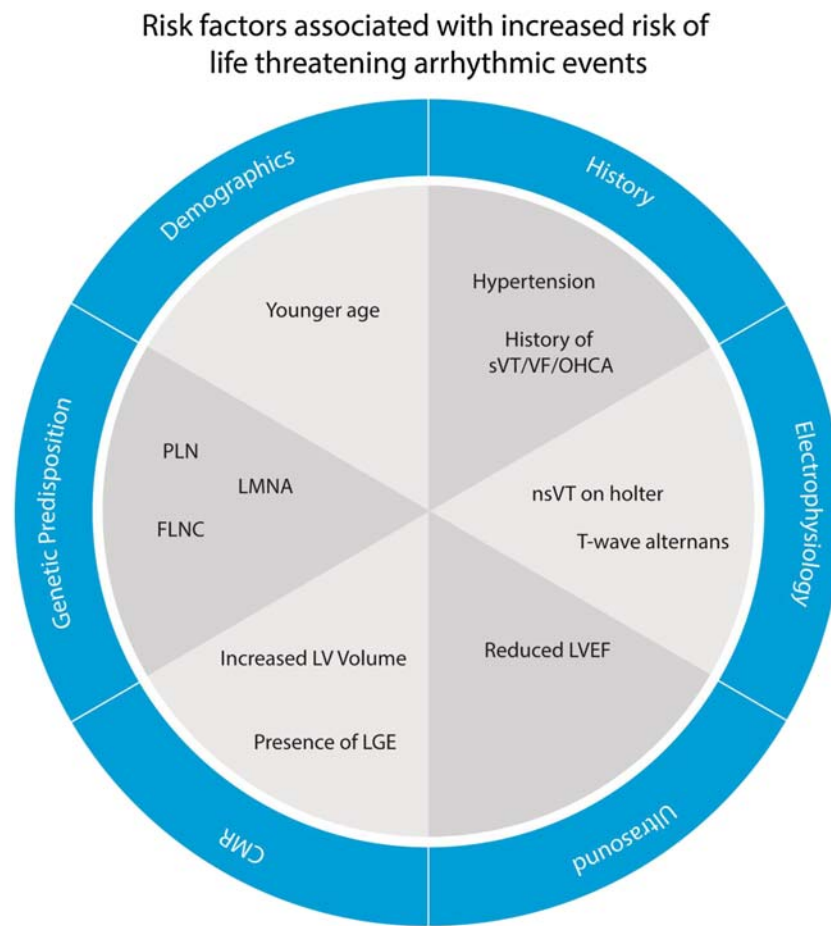 Risk factors associated with increased risk of
life threatening arrhythmic events
Demographics
Younger age
History
Hypertension
History of
sVT/VF/OHCA
Electrophysiology
nsVT on holter
T-wave alternans
Ultrasound
Reduced LVEF
CMR
Increased LV Volume
Presence of LGE
Genetic Predisposition
PLN
LMNA
FLNC